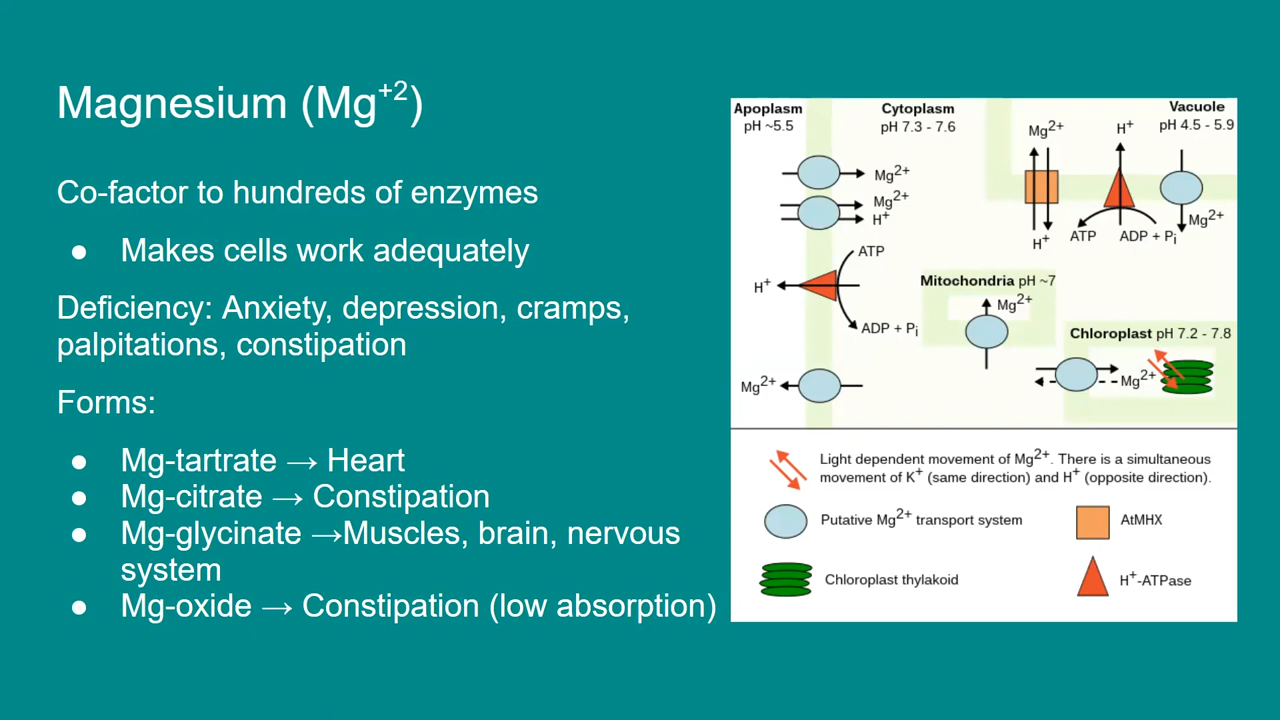 Magnesium (Mg+2)
Co-factor to hundreds of enzymes
● Makes cells work adequately
Deficiency: Anxiety, depression, cramps,
palpitations, constipation
Forms:
● Mg-tartrate → Heart
● Mg-citrate → Constipation
● Mg-glycinate →Muscles, brain, nervous
system
● Mg-oxide → Constipation (low absorption)
Apoplasm
pH ~5.5
Cytoplasm
pH 7.3 - 7.6
Vacuole
pH 4.5 - 5.9
Mg2+
Mg2+
H+
ATP
H+
ADP + Pi
Mg2+
Mg2+
H+
H+
ATP
ADP + Pi
Mg2+
Mitochondria pH ~7
Mg2+
Chloroplast pH 7.2 - 7.8
Mg2+
Light dependent movement of Mg2+. There is a simultaneous
movement of K+ (same direction) and H+ (opposite direction).
Putative Mg2+ transport system
AtMHX
Chloroplast thylakoid
H+-ATPase